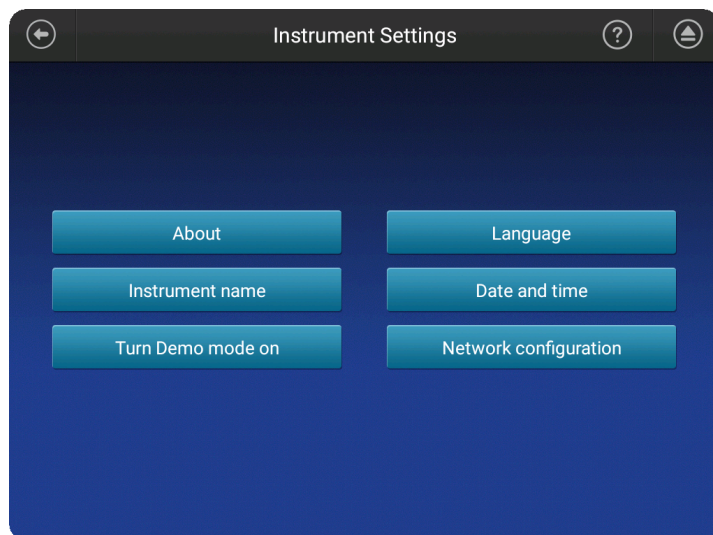 Instrument Settings
?
About
Language
Instrument name
Date and time
Turn Demo mode on
Network configuration